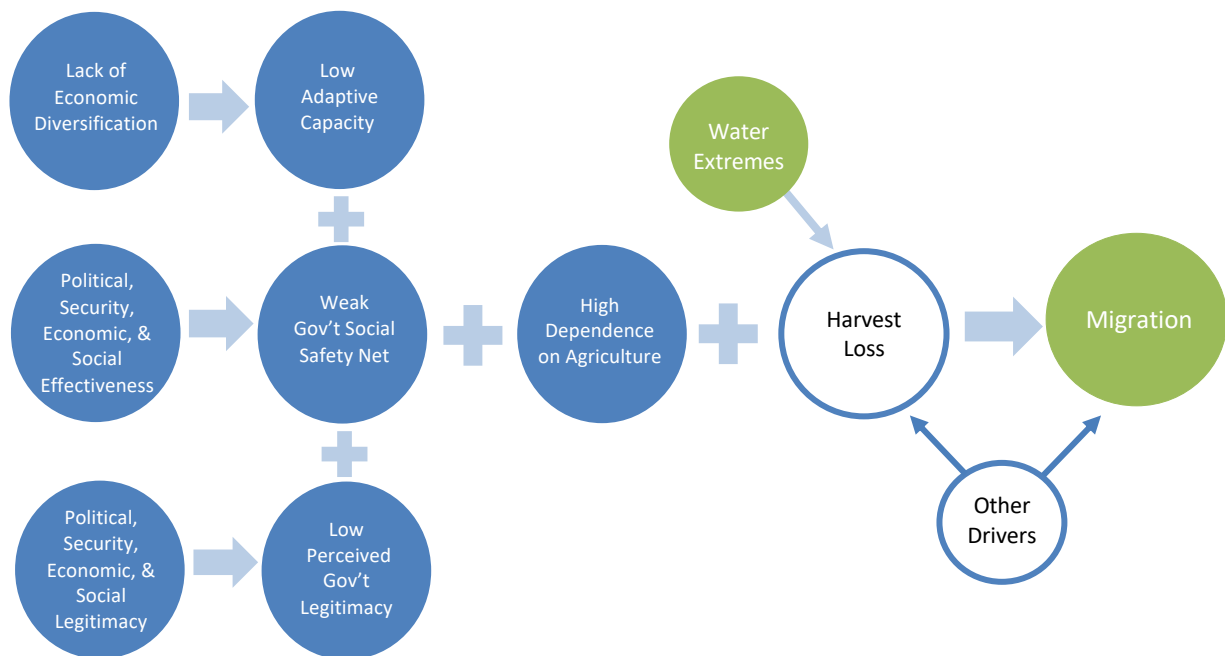 Lack of
Economic
Diversification
Low
Adaptive
Capacity
Water
Extremes
Political,
Security,
Economic, &
Social
Effectiveness
Weak
Gov’t Social
Safety Net
High
Dependence
on Agriculture
Harvest
Loss
Migration
Political,
Security,
Economic, &
Social
Legitimacy
Low
Perceived
Gov’t
Legitimacy
Other
Drivers